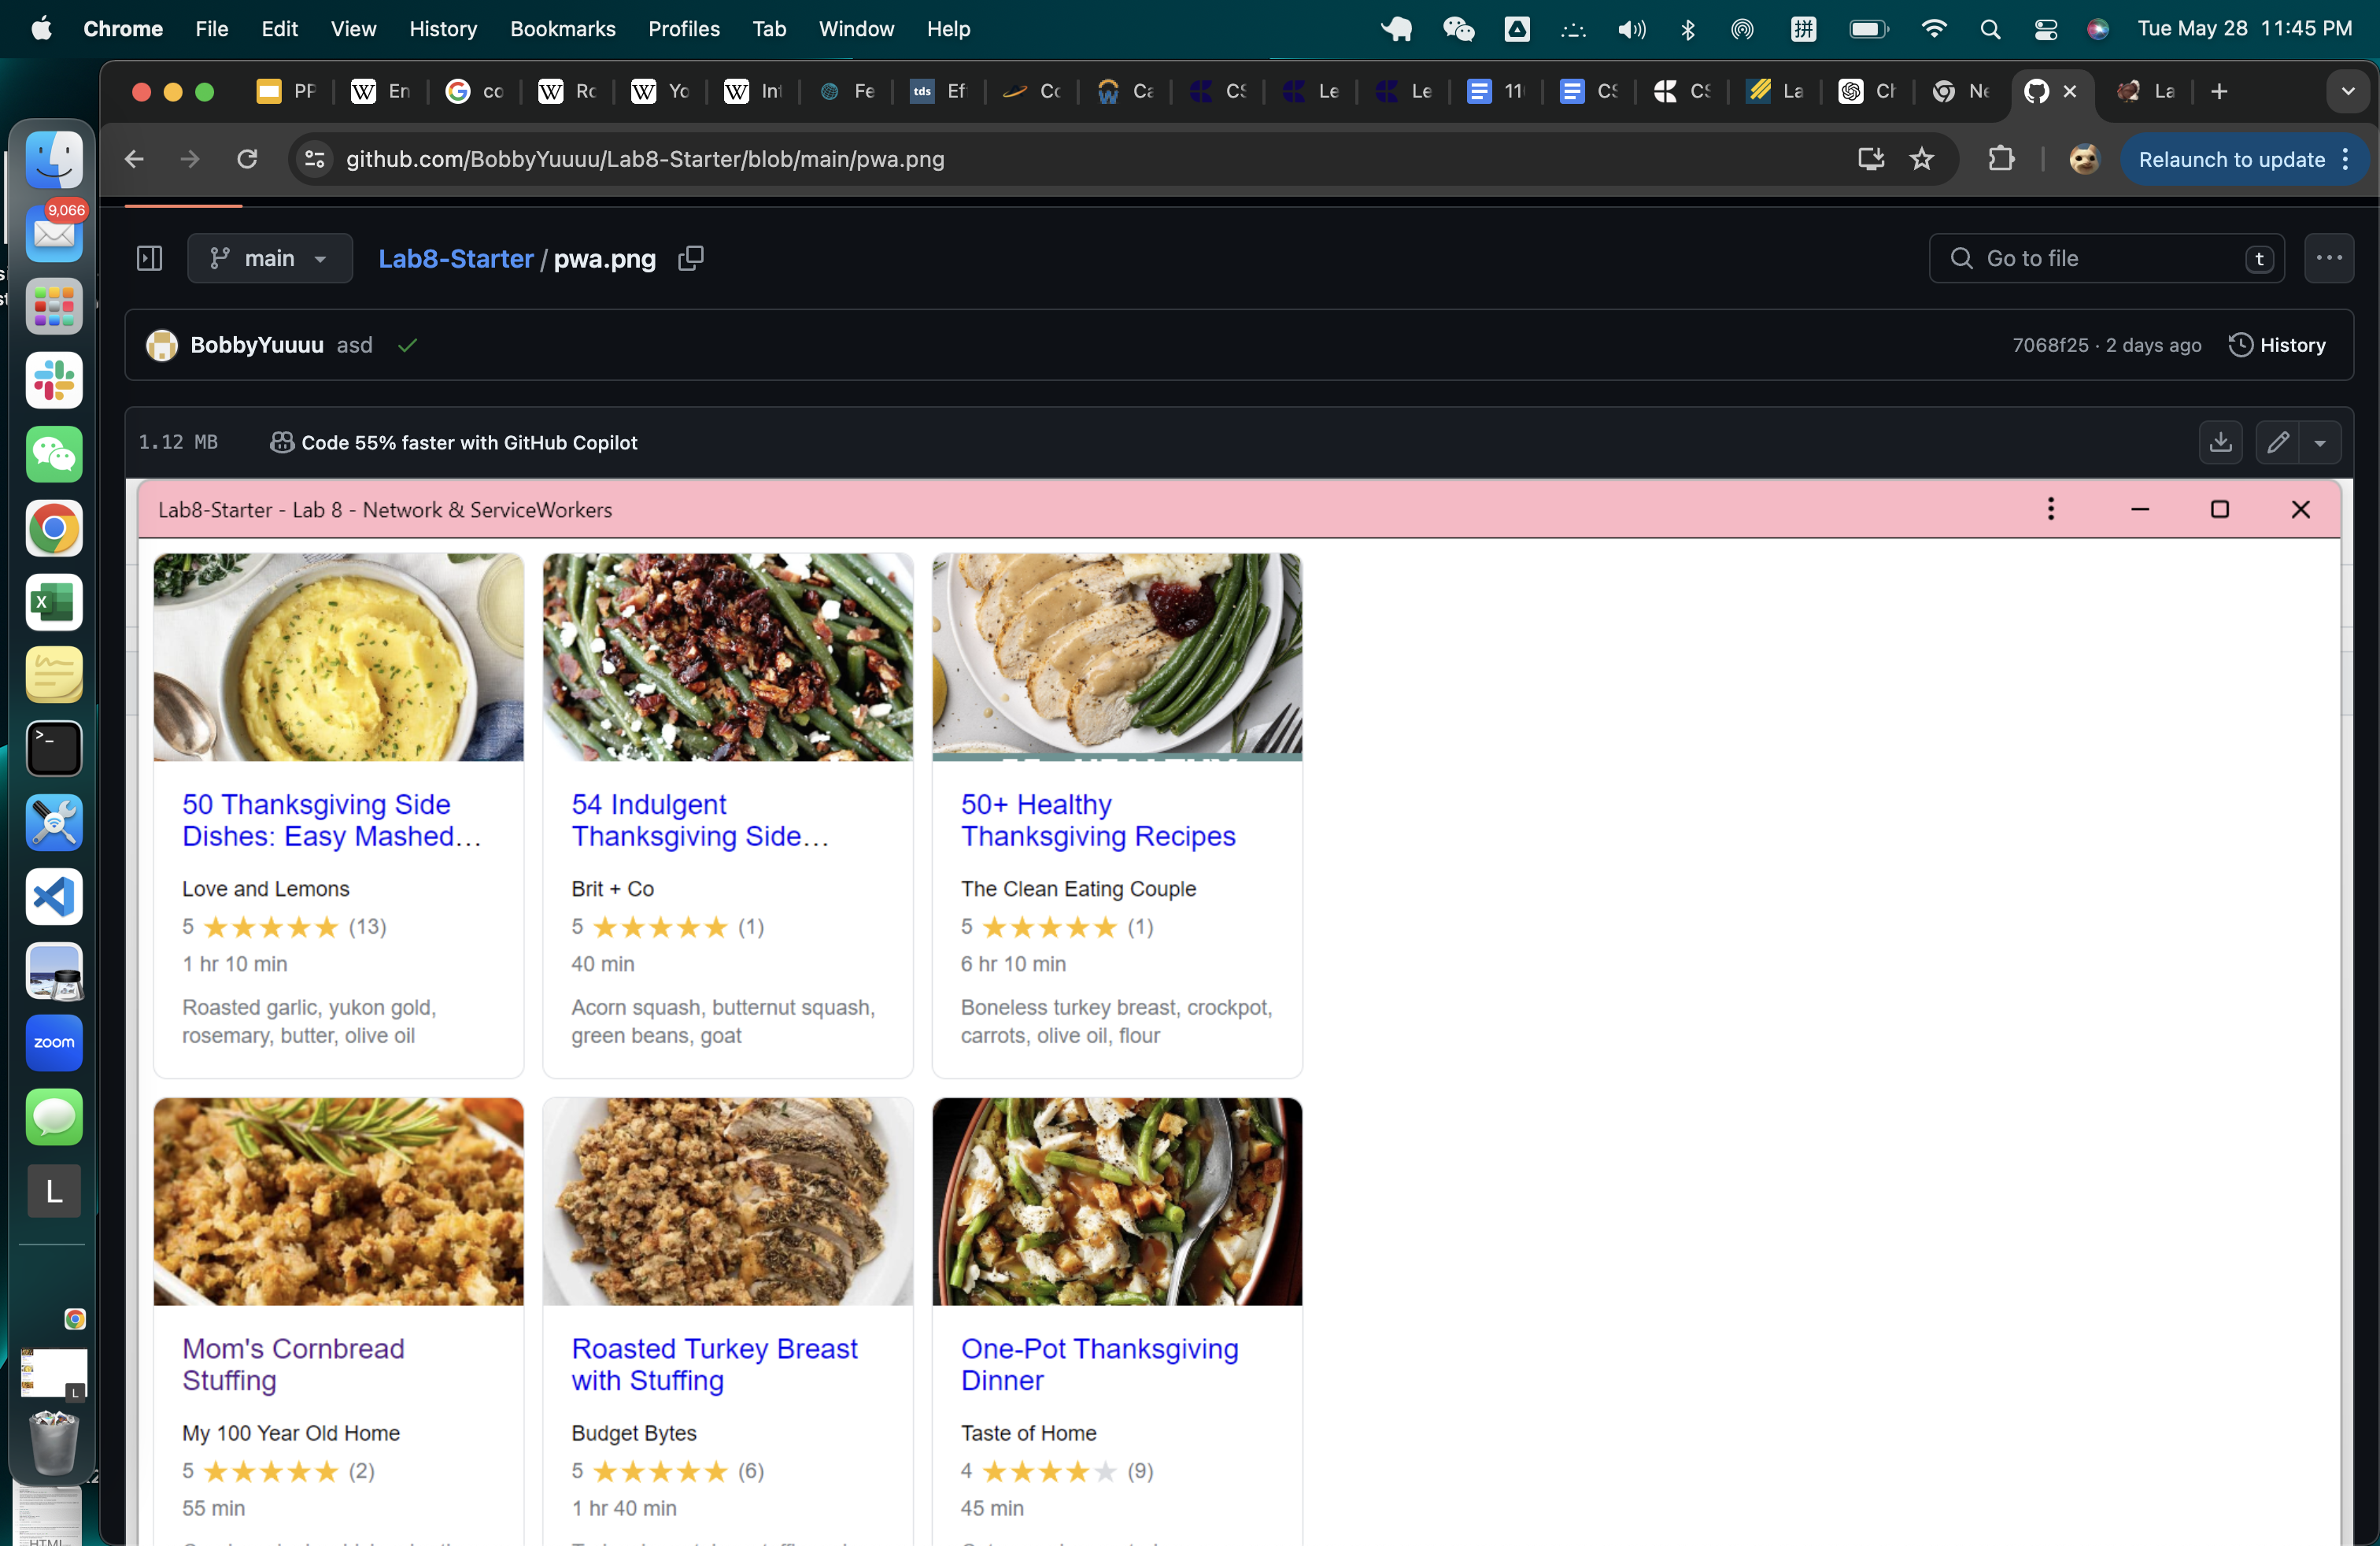 Chrome File Edit View History Bookmarks Profiles Tab Window Help
拼
Tue May 28 11:45 PM
PP
En
co
Ro
Yo
Int
Fe
tds
Ef
Co
Ca
CS
Le
Le
11
CS
CS
La
Ch
Ne
La
github.com/BobbyYuuuu/Lab8-Starter/blob/main/pwa.png
Relaunch to update
9,066
main
Lab8-Starter / pwa.png
Go to file
t
BobbyYuuuu asd
7068f25 · 2 days ago
History
1.12 MB
Code 55% faster with GitHub Copilot
Lab8-Starter - Lab 8 - Network & ServiceWorkers
50 Thanksgiving Side
Dishes: Easy Mashed…
Love and Lemons
5 ★★★★★ (13)
1 hr 10 min
Roasted garlic, yukon gold,
rosemary, butter, olive oil
54 Indulgent
Thanksgiving Side…
Brit + Co
5 ★★★★★ (1)
40 min
Acorn squash, butternut squash,
green beans, goat
50+ Healthy
Thanksgiving Recipes
The Clean Eating Couple
5 ★★★★★ (1)
6 hr 10 min
Boneless turkey breast, crockpot,
carrots, olive oil, flour
Mom's Cornbread
Stuffing
My 100 Year Old Home
5 ★★★★★ (2)
55 min
Roasted Turkey Breast
with Stuffing
Budget Bytes
5 ★★★★★ (6)
1 hr 40 min
One-Pot Thanksgiving
Dinner
Taste of Home
4 ★★★★★ (9)
45 min
X
>_
zoom
L
L
HTML